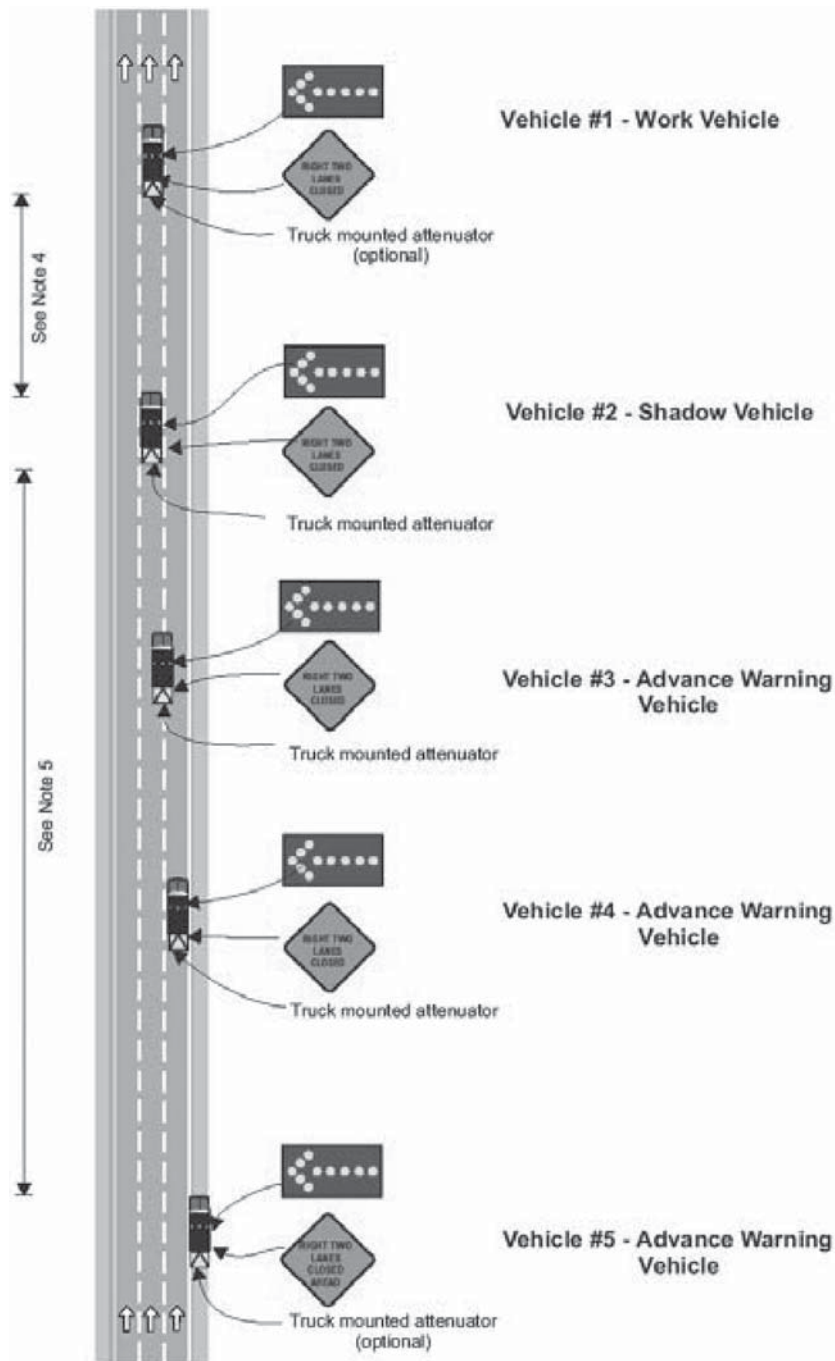 Vehicle #1 - Work Vehicle
RIGHT TWO
LANES
CLOSED
Truck mounted attenuator
(optional)
See Note 4
Vehicle #2 - Shadow Vehicle
RIGHT TWO
LANES
CLOSED
Truck mounted attenuator
Vehicle #3 - Advance Warning
Vehicle
RIGHT TWO
LANES
CLOSED
Truck mounted attenuator
See Note 5
Vehicle #4 - Advance Warning
Vehicle
RIGHT TWO
LANES
CLOSED
Truck mounted attenuator
Vehicle #5 - Advance Warning
Vehicle
RIGHT TWO
LANES
CLOSED
AHEAD
Truck mounted attenuator
(optional)